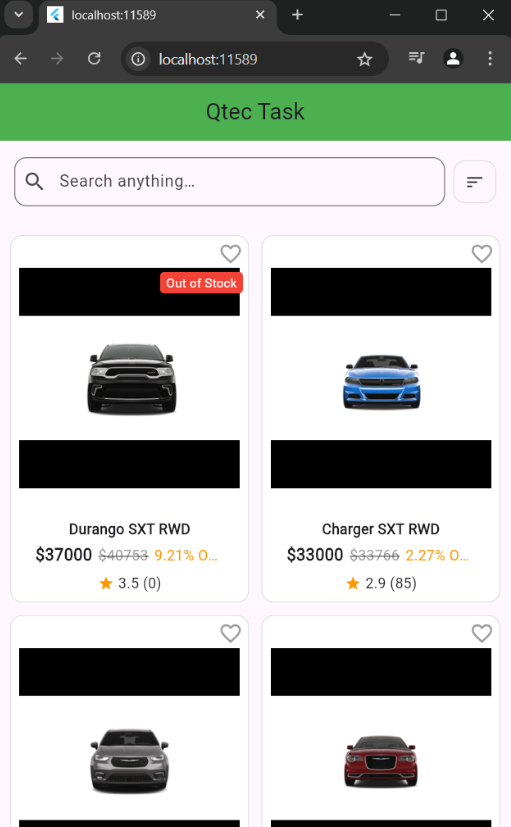 localhost:11589
localhost:11589
Qtec Task
Search anything...
Out of Stock
Durango SXT RWD
$37000 $40753 9.21% O...
3.5 (0)
Charger SXT RWD
$33000 $33766 2.27% O...
2.9 (85)